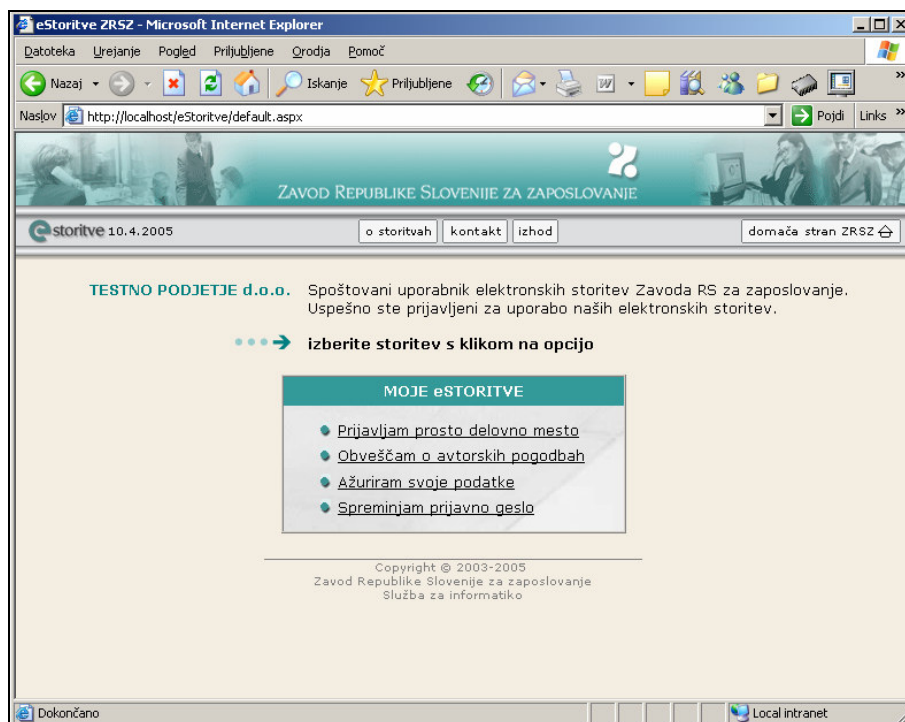 eStoritve ZRSZ - Microsoft Internet Explorer
Datoteka Urejanje Pogled Priljubljene Orodja Pomoč
Nazaj Iskanje Priljubljene
Naslov http://localhost/eStoritve/default.aspx Pojdi Links
ZAVOD REPUBLIKE SLOVENIJE ZA ZAPOSLOVANJE
estoritve 10.4.2005 o storitvah kontakt izhod domača stran ZRSZ
TESTNO PODJETJE d.o.o. Spoštovani uporabnik elektronskih storitev Zavoda RS za zaposlovanje.
Uspešno ste prijavljeni za uporabo naših elektronskih storitev.
izberite storitev s klikom na opcijo
MOJE eSTORITVE
Prijavljam prosto delovno mesto
Obveščam o avtorskih pogodbah
Ažuriram svoje podatke
Spreminjam prijavno geslo
Copyright © 2003-2005
Zavod Republike Slovenije za zaposlovanje
Služba za informatiko
Dokončano Local intranet